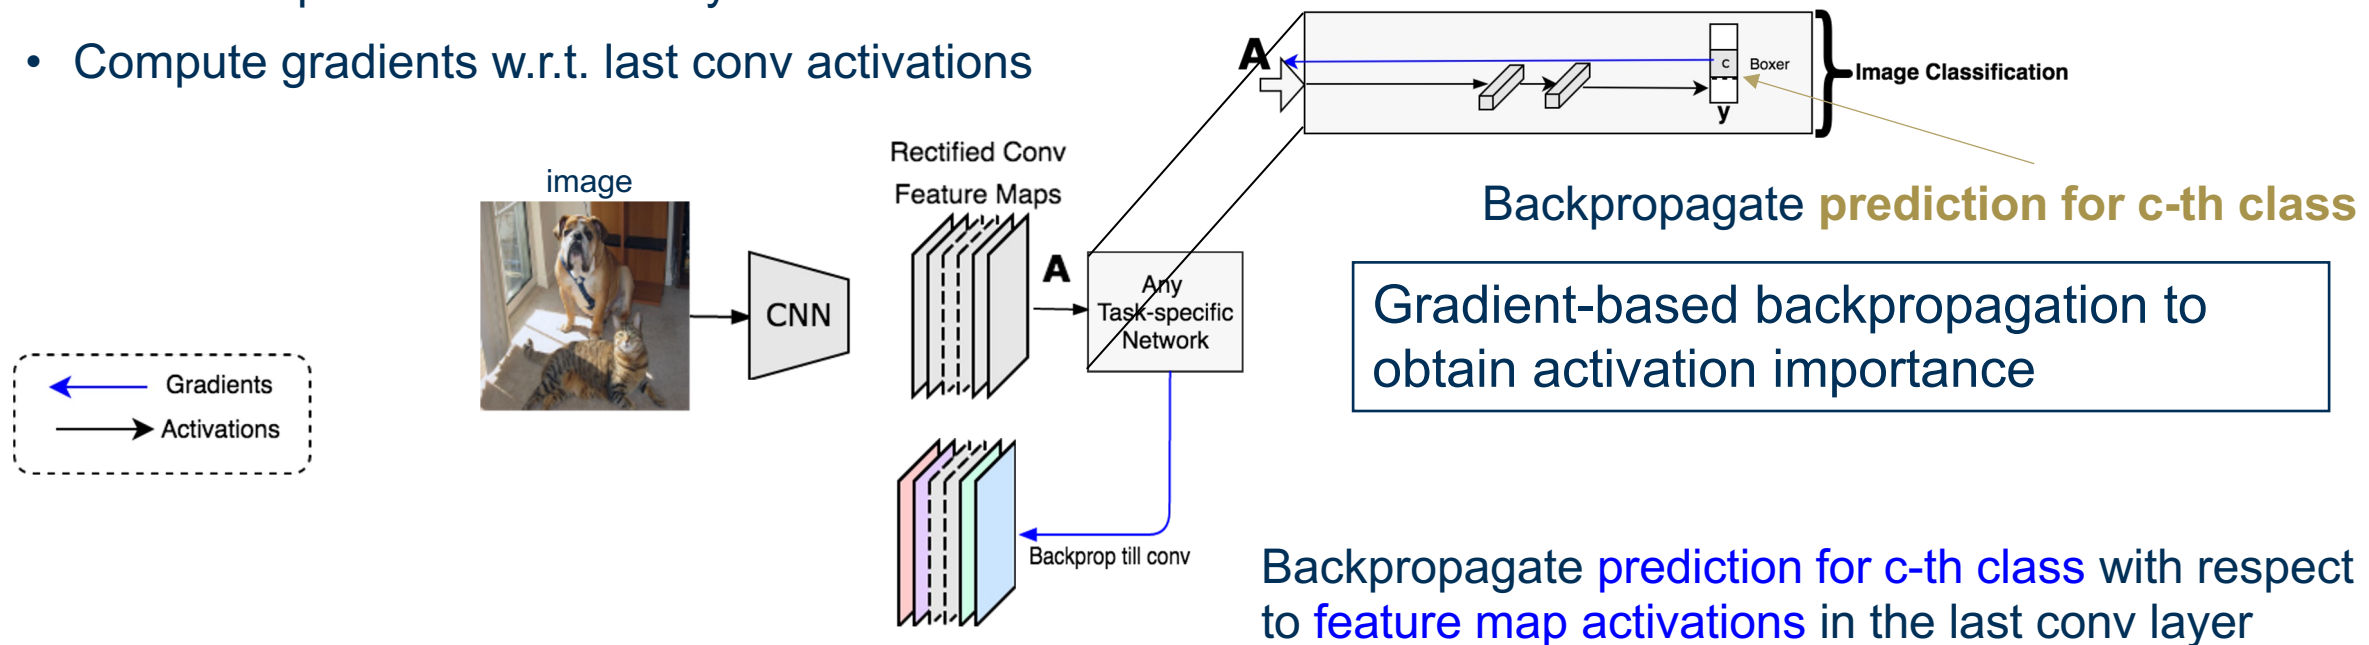 • Compute gradients w.r.t. last conv activations
A
c
Boxer
y
Image Classification
Rectified Conv
Feature Maps
image
CNN
A
Any
Task-specific
Network
Backpropagate prediction for c-th class
Gradient-based backpropagation to
obtain activation importance
Gradients
Activations
Backprop till conv
Backpropagate prediction for c-th class with respect
to feature map activations in the last conv layer